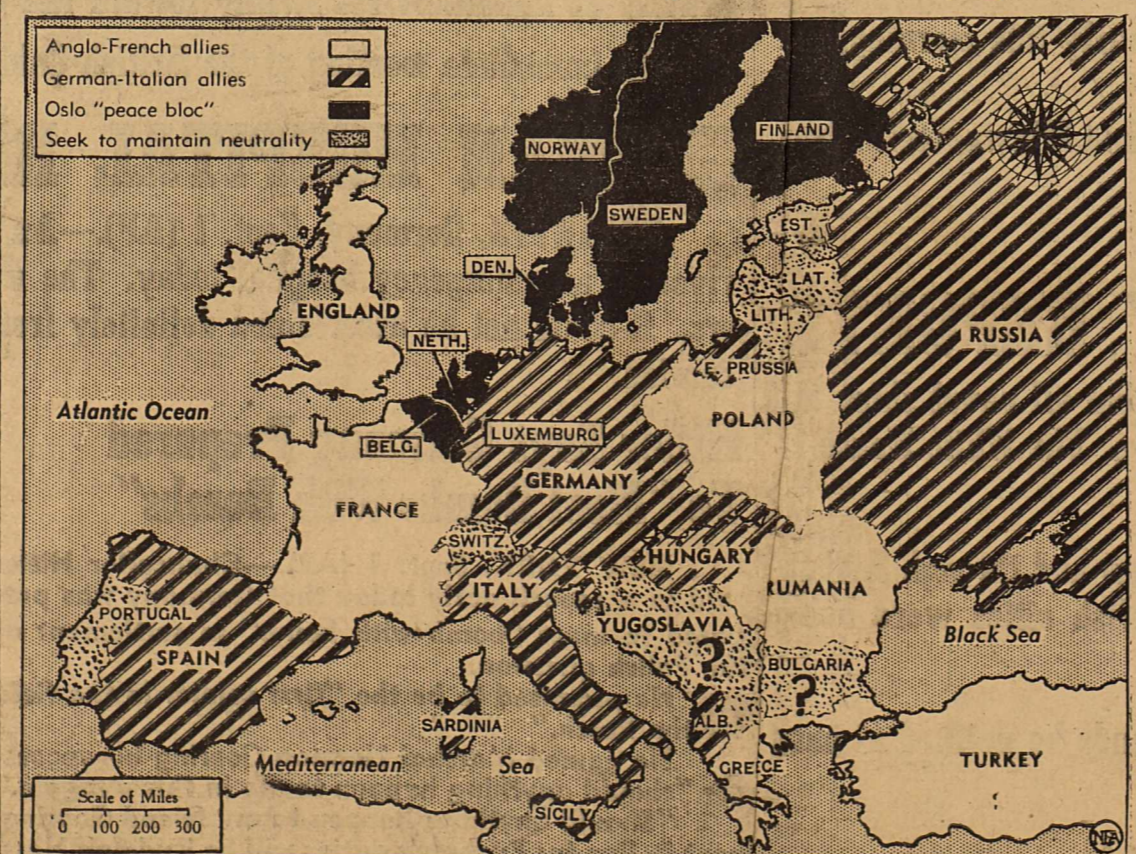 Anglo-French allies
German-Italian allies
Oslo "peace bloc"
Seek to maintain neutrality
N
NORWAY
FINLAND
SWEDEN
EST.
DEN.
LAT.
ENGLAND
LITH.
RUSSIA
NETH.
E. PRUSSIA
Atlantic Ocean
POLAND
BELG.
LUXEMBURG
GERMANY
FRANCE
SWITZ.
HUNGARY
ITALY
RUMANIA
PORTUGAL
YUGOSLAVIA
?
Black Sea
SPAIN
BULGARIA
?
SARDINIA
ALB.
Mediterranean Sea
GREECE
TURKEY
Scale of Miles
0 100 200 300
SICILY
NEA